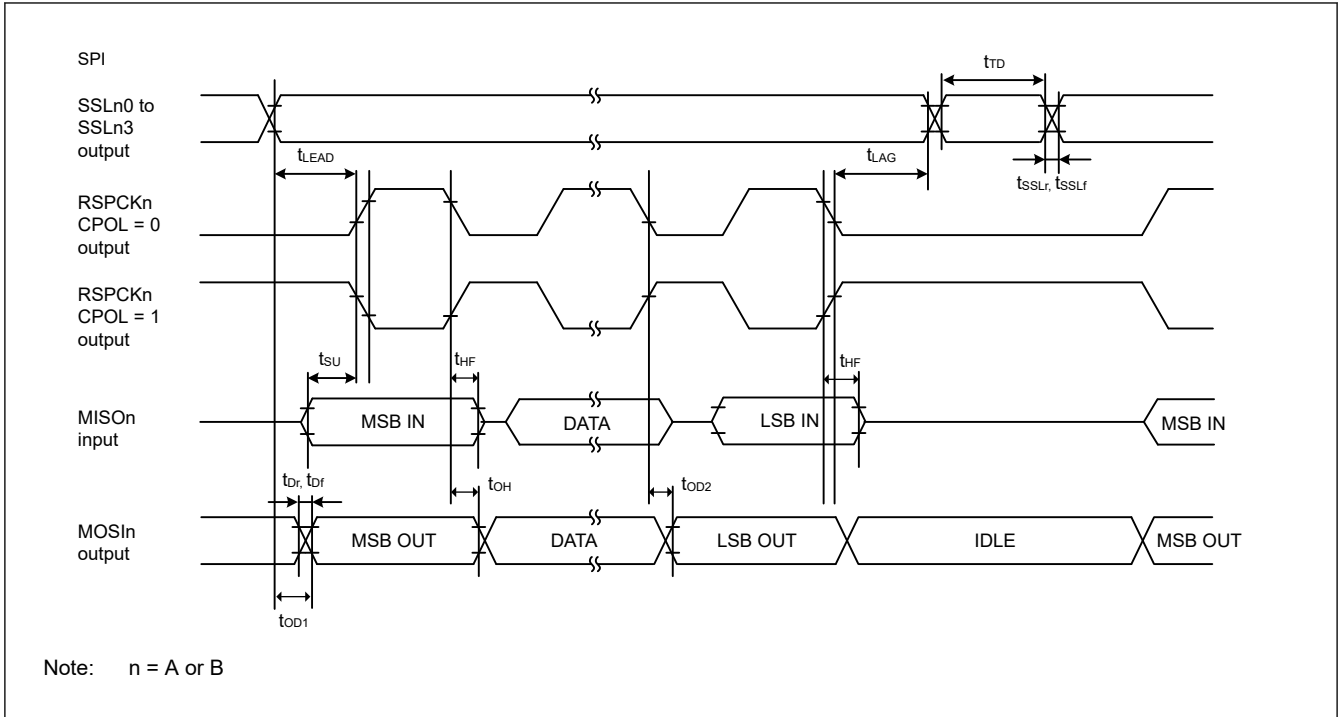 SPI
tTD
SSLn0 to
SSLn3
output
tLEAD
tLAG
tSSLr, tSSLf
RSPCKn
CPOL = 0
output
RSPCKn
CPOL = 1
output
tSU
tHF
tHF
MISOn
input
MSB IN
DATA
LSB IN
MSB IN
tDr, tDf
tOH
tOD2
MOSIn
output
MSB OUT
DATA
LSB OUT
IDLE
MSB OUT
tOD1
Note: n = A or B